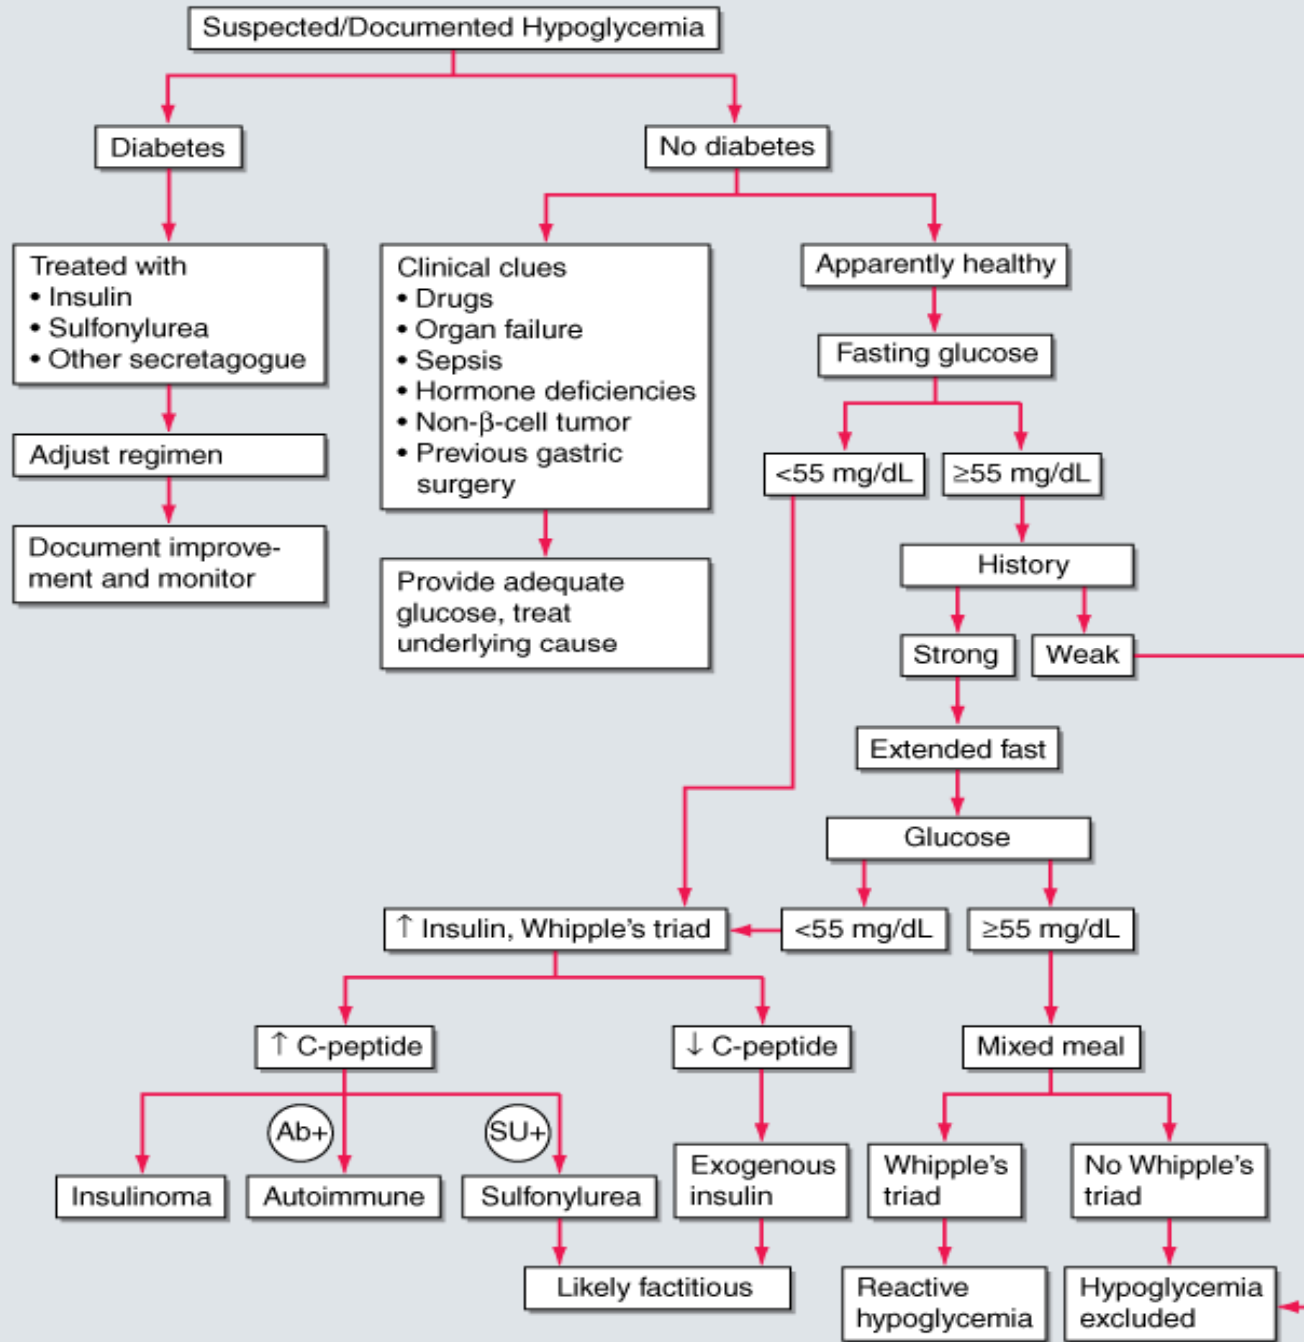 Suspected/Documented Hypoglycemia
Diabetes
No diabetes
Treated with
• Insulin
• Sulfonylurea
• Other secretagogue
Adjust regimen
Document improve-
ment and monitor
Clinical clues
• Drugs
• Organ failure
• Sepsis
• Hormone deficiencies
• Non-β-cell tumor
• Previous gastric
surgery
Provide adequate
glucose, treat
underlying cause
Apparently healthy
Fasting glucose
<55 mg/dL
≥55 mg/dL
History
Strong
Weak
Extended fast
Glucose
<55 mg/dL
≥55 mg/dL
↑ Insulin, Whipple's triad
↑ C-peptide
↓ C-peptide
Mixed meal
Ab+
SU+
Insulinoma
Autoimmune
Sulfonylurea
Exogenous
insulin
Whipple's
triad
No Whipple's
triad
Likely factitious
Reactive
hypoglycemia
Hypoglycemia
excluded